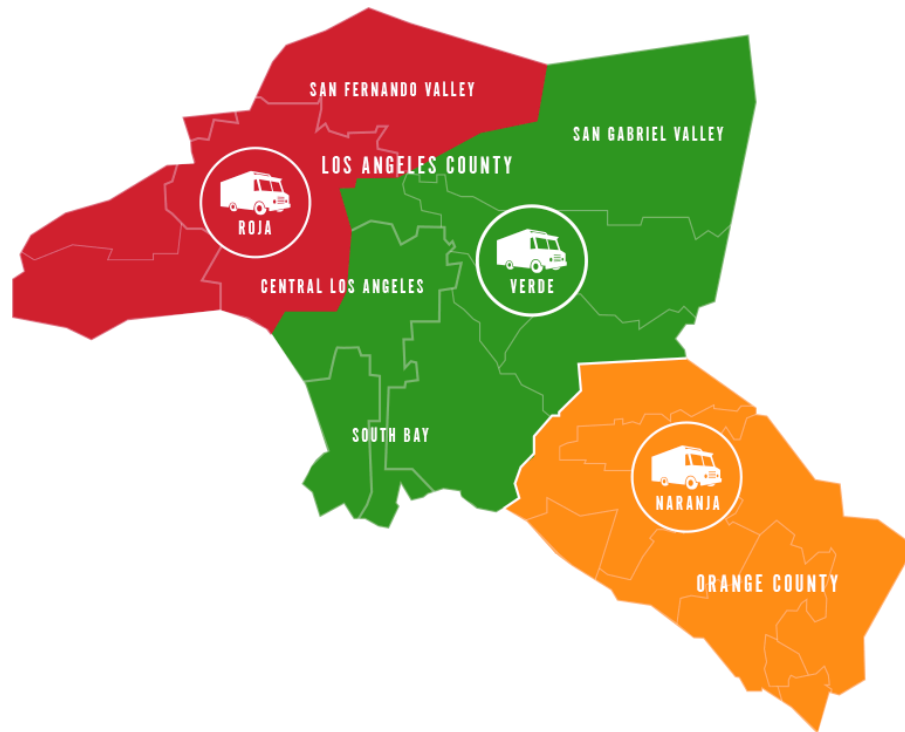 SAN FERNANDO VALLEY
SAN GABRIEL VALLEY
LOS ANGELES COUNTY
ROJA
CENTRAL LOS ANGELES
VERDE
SOUTH BAY
NARANJA
ORANGE COUNTY